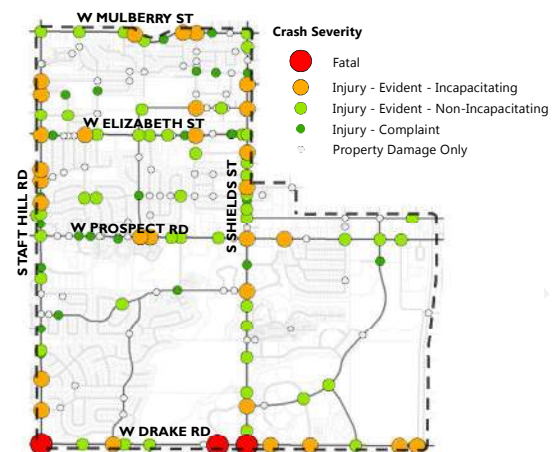 W MULBERRY ST
Crash Severity
Fatal
Injury - Evident - Incapacitating
Injury - Evident - Non-Incapacitating
Injury - Complaint
Property Damage Only
W ELIZABETH ST
S TAFT HILL RD
S SHIELDS ST
W PROSPECT RD
W DRAKE RD